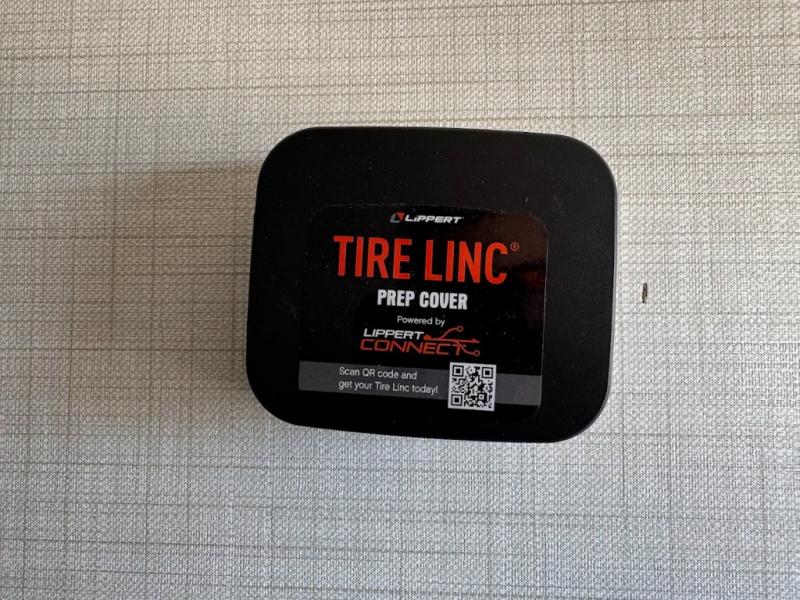 LIPPERT
TIRE LINC®
PREP COVER
Powered by
LIPPERT
CONNECT
Scan QR code and
get your Tire Linc today!